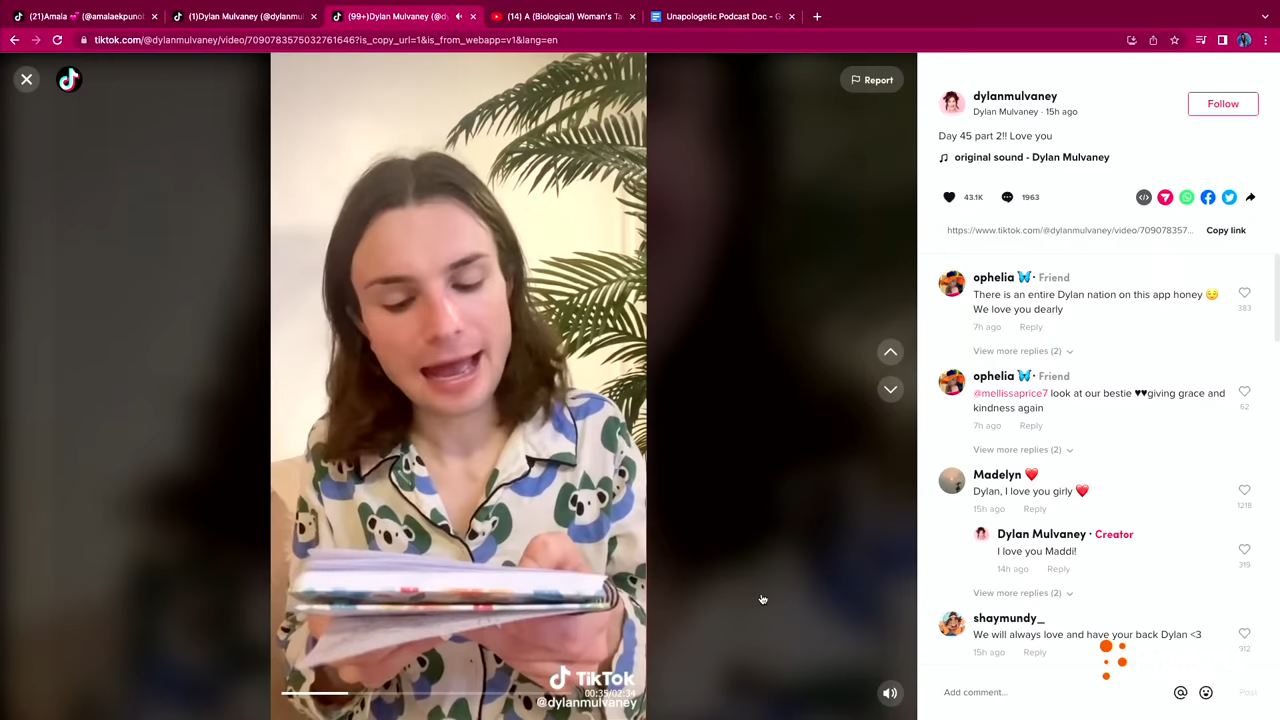 (21)Amala 💕 (@amalaekpunol
(1)Dylan Mulvaney (@dylanmul
(99+)Dylan Mulvaney (@d
(14) A (Biological) Woman's Ta
Unapologetic Podcast Doc - G
tiktok.com/@dylanmulvaney/video/7090783575032761646?is_copy_url=1&is_from_webapp=v1&lang=en
Report
dylanmulvaney
Dylan Mulvaney · 15h ago
Follow
Day 45 part 2!! Love you
original sound - Dylan Mulvaney
43.1K
1963
https://www.tiktok.com/@dylanmulvaney/video/709078357...
Copy link
ophelia 🦋 · Friend
There is an entire Dylan nation on this app honey 😌
We love you dearly
383
7h ago Reply
View more replies (2)
ophelia 🦋 · Friend
@mellissaprice7 look at our bestie ♥♥giving grace and
kindness again
62
7h ago Reply
View more replies (2)
Madelyn ❤️
Dylan, I love you girly ❤️
1218
15h ago Reply
Dylan Mulvaney · Creator
I love you Maddi!
319
14h ago Reply
View more replies (2)
shaymundy_
We will always love and have your back Dylan <3
912
15h ago Reply
Add comment...
Post
TikTok
00:35/02:34
@dylanmulvaney